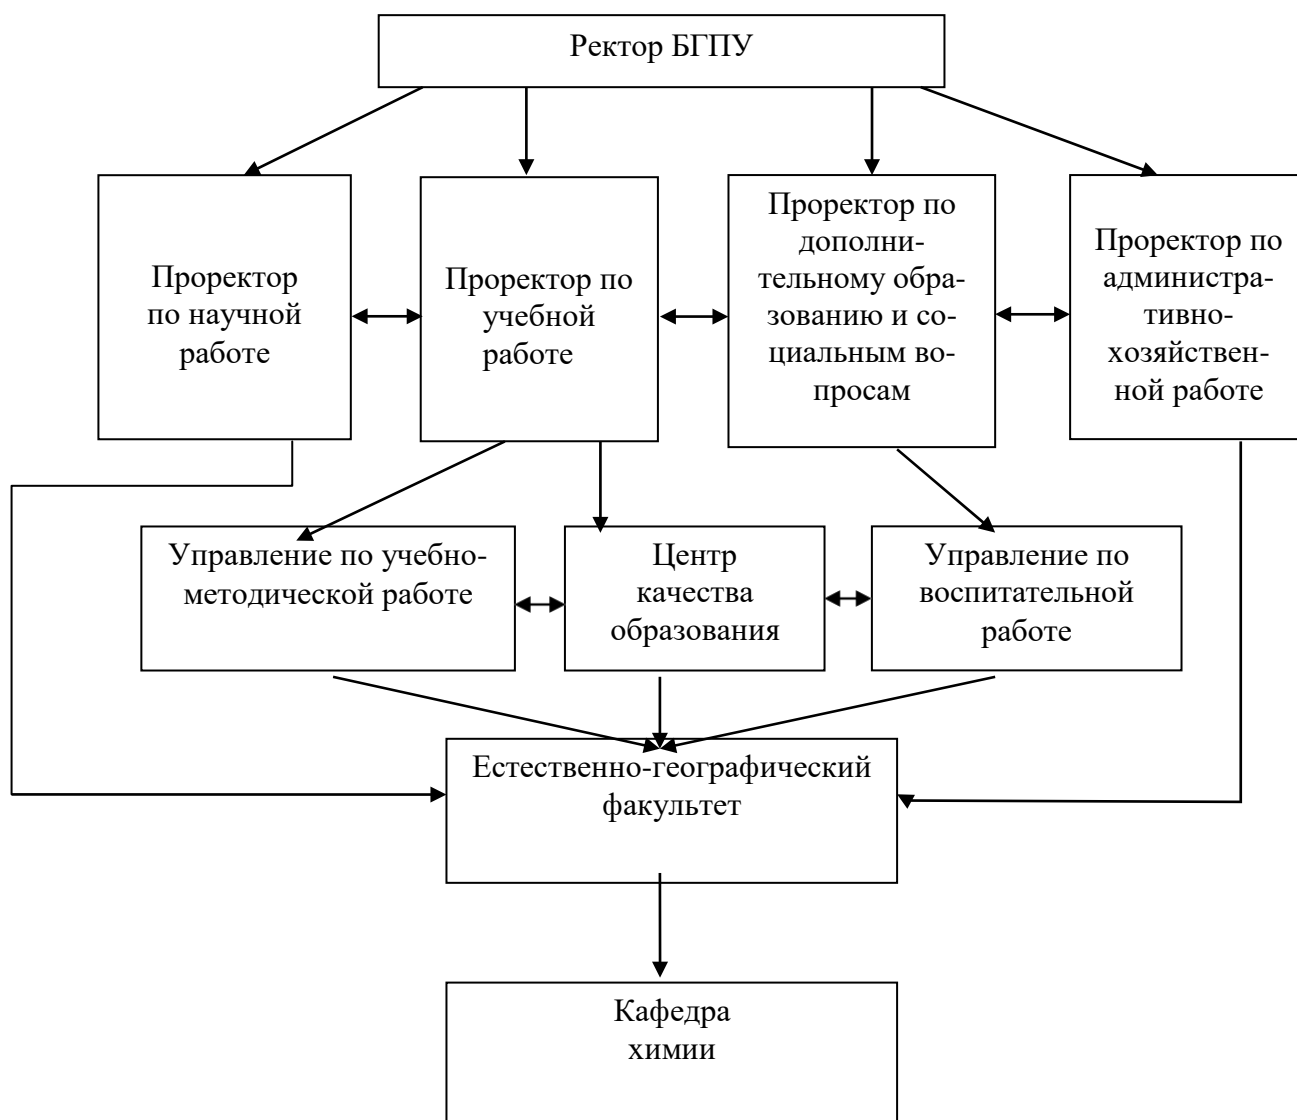 Ректор БГПУ
Проректор
по научной
работе
Проректор по
учебной
работе
Проректор по
дополни-
тельному обра-
зованию и со-
циальным во-
просам
Проректор по
администра-
тивно-
хозяйствен-
ной работе
Управление по учебно-
методической работе
Центр
качества
образования
Управление по
воспитательной
работе
Естественно-географический
факультет
Кафедра
химии